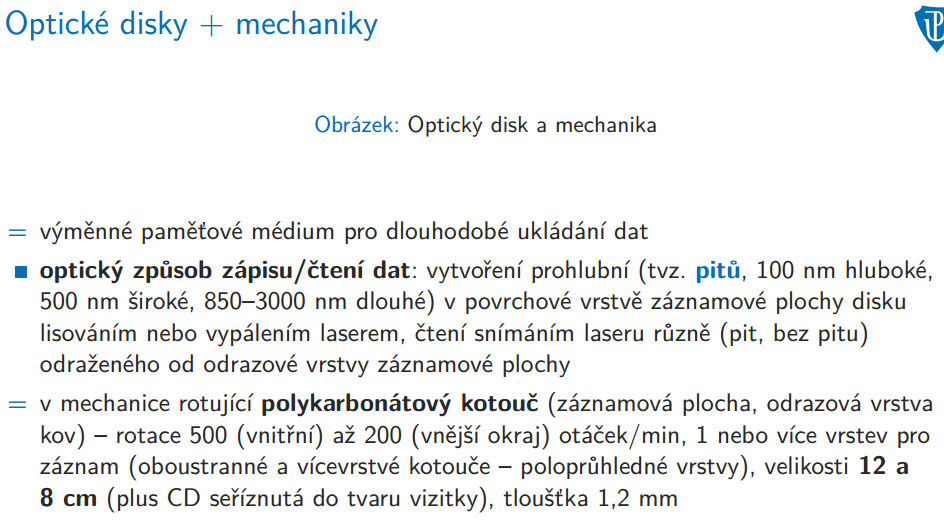 Optické disky + mechaniky
Obrázek: Optický disk a mechanika
= výměnné paměťové médium pro dlouhodobé ukládání dat
■ optický způsob zápisu/čtení dat: vytvoření prohlubní (tvz. pitů, 100 nm hluboké,
500 nm široké, 850–3000 nm dlouhé) v povrchové vrstvě záznamové plochy disku
lisováním nebo vypálením laserem, čtení snímáním laseru různě (pit, bez pitu)
odraženého od odrazové vrstvy záznamové plochy
= v mechanice rotující polykarbonátový kotouč (záznamová plocha, odrazová vrstva
kov) – rotace 500 (vnitřní) až 200 (vnější okraj) otáček/min, 1 nebo více vrstev pro
záznam (oboustranné a vícevrstvé kotouče – poloprůhledné vrstvy), velikosti 12 a
8 cm (plus CD seříznutá do tvaru vizitky), tloušťka 1,2 mm